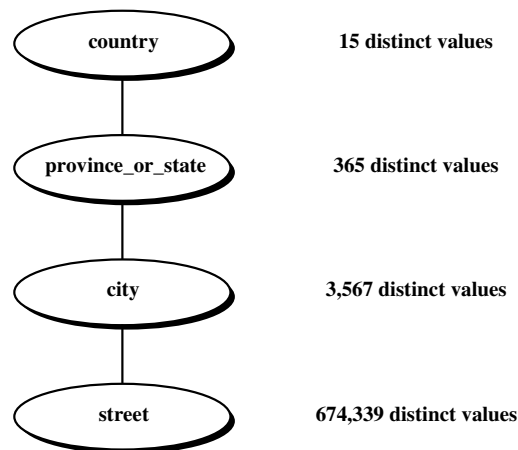 country 15 distinct values
province_or_state 365 distinct values
city 3,567 distinct values
street 674,339 distinct values